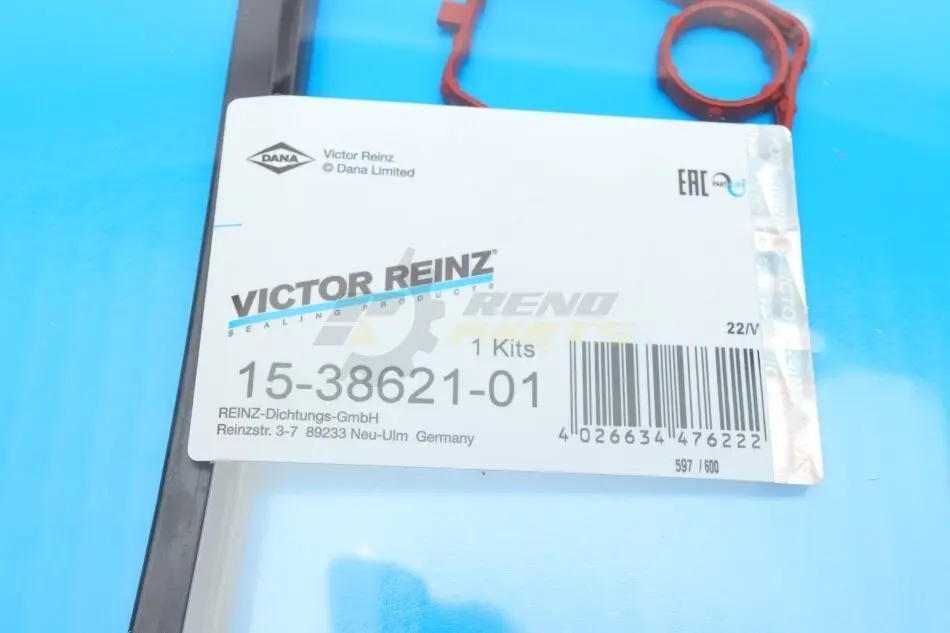 DANA
Victor Reinz
© Dana Limited
EAC
PART
VICTOR REINZ®
SEALING PRODUCTS
RENO
PARTS
22/V
1 Kits
15-38621-01
REINZ-Dichtungs-GmbH
Reinzstr. 3-7 89233 Neu-Ulm Germany
4 026634 476222
597 / 600